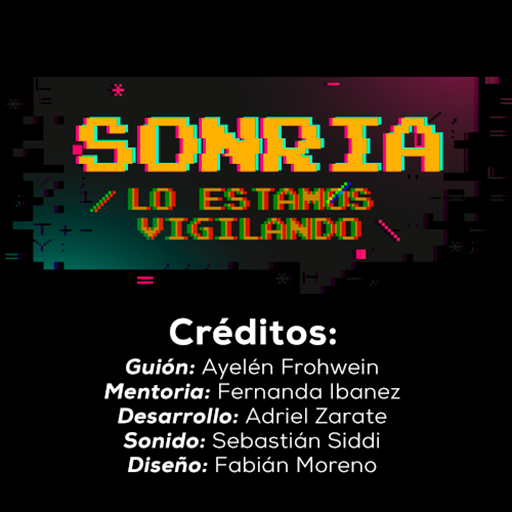 SONRIA
LO ESTAMOS
VIGILANDO
Créditos:
Guión: Ayelén Frohwein
Mentoria: Fernanda Ibanez
Desarrollo: Adriel Zarate
Sonido: Sebastián Siddi
Diseño: Fabián Moreno